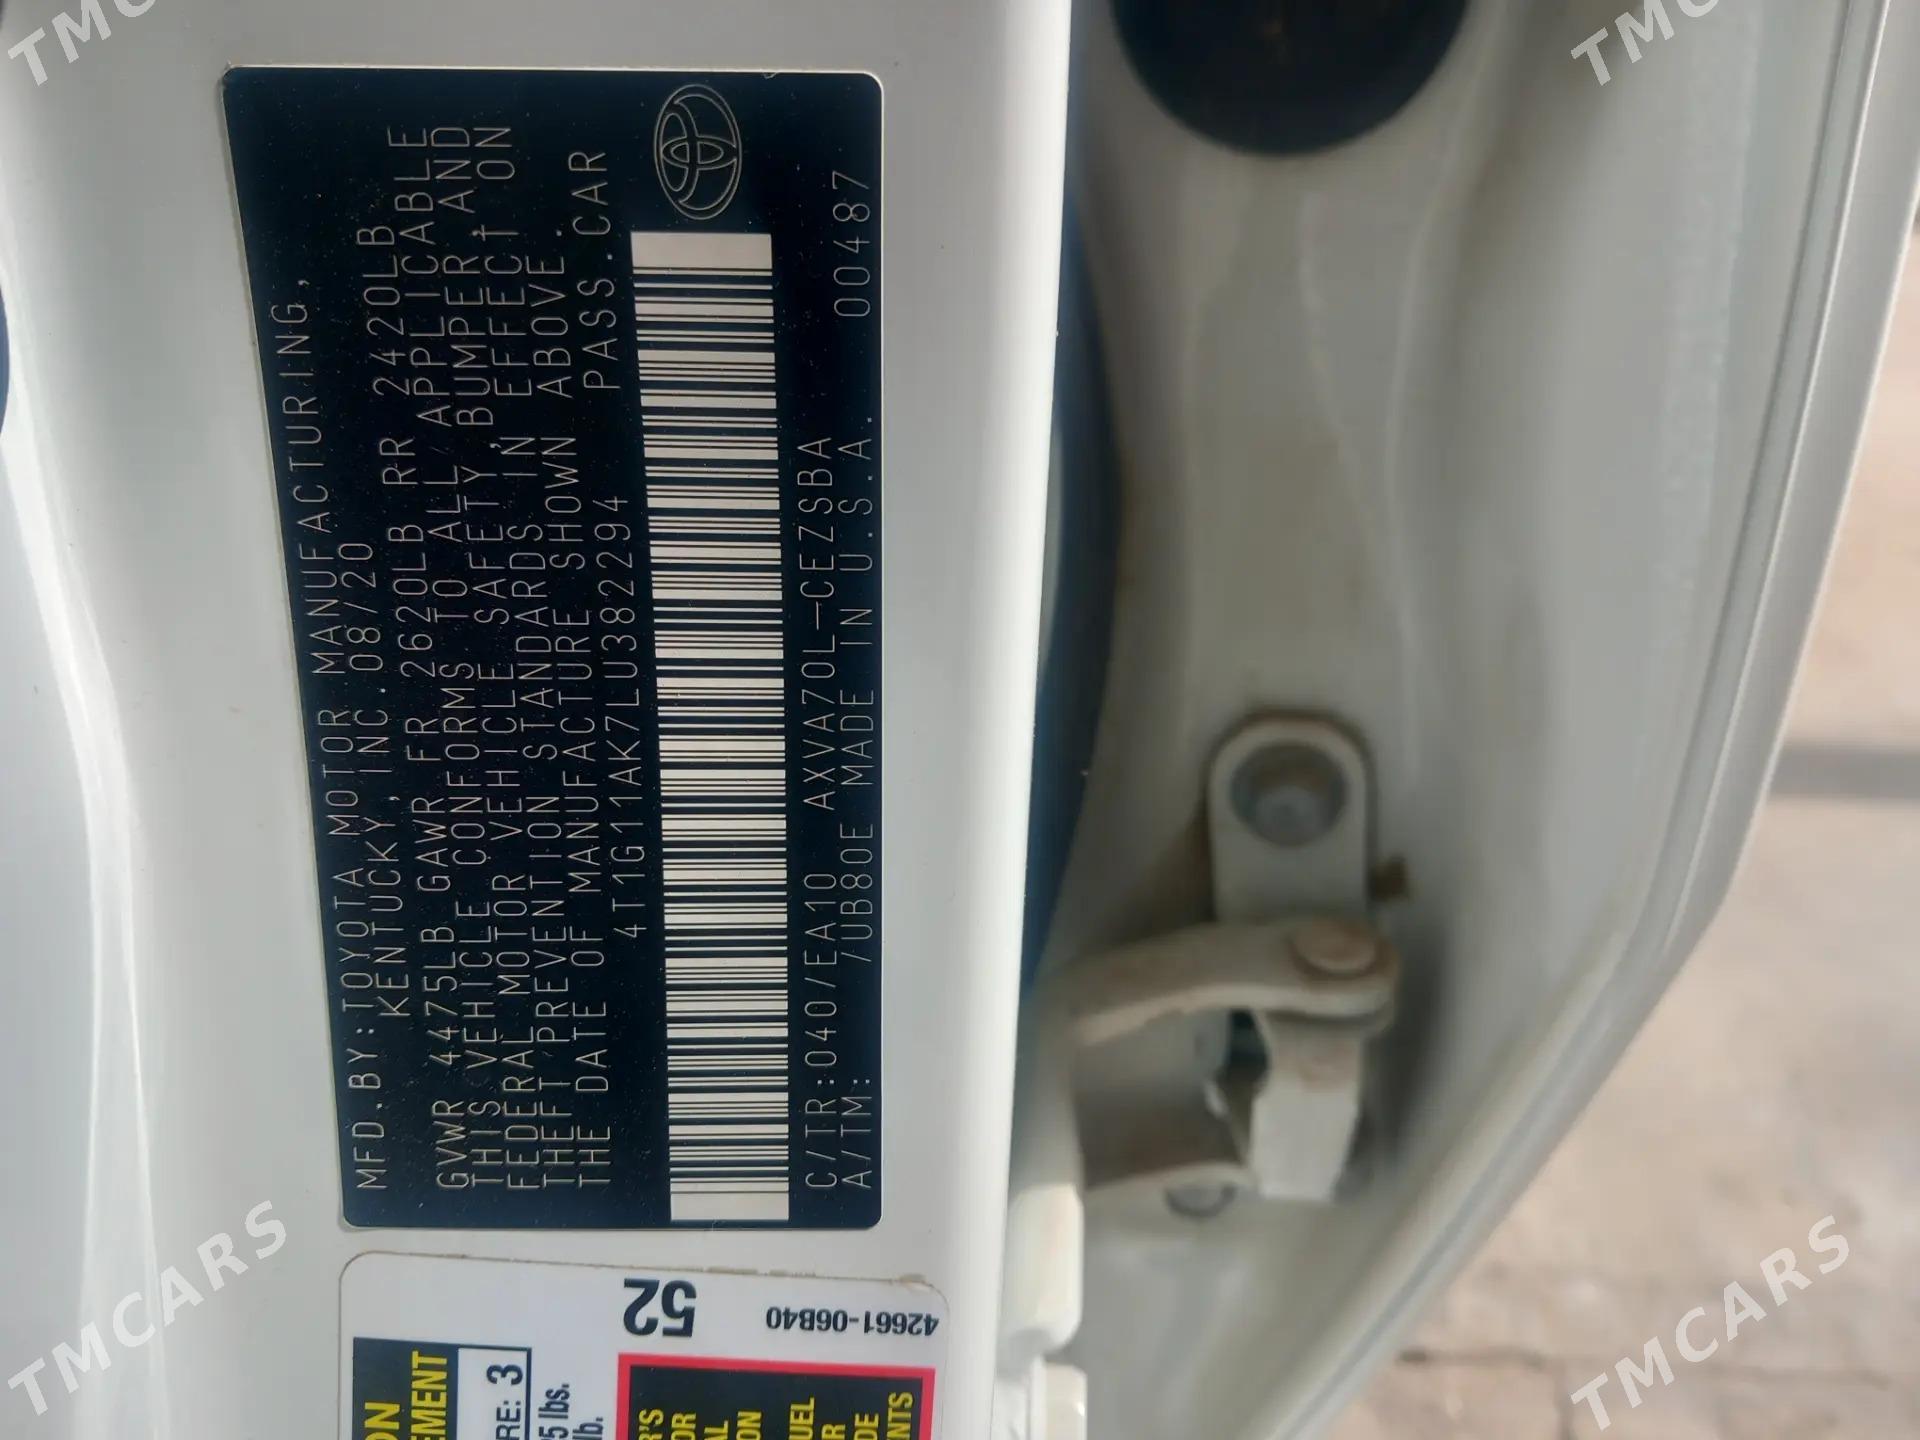 MFD.BY:TOYOTA MOTOR MANUFACTURING,
KENTUCKY, INC.08/20
GVWR 4475LB GAWR FR 2620LB RR 2420LB
THIS VEHICLE CONFORMS TO ALL APPLICABLE
FEDERAL MOTOR VEHICLE SAFETY,BUMPER AND
THEFT PREVENTION STANDARDS IN EFFECT ON
THE DATE OF MANUFACTURE SHOWN ABOVE.
4T1G11AK7LU382294 PASS.CAR
C/TR:040/EA10 AXVA70L-CEZSBA
A/TM: /UB80E MADE IN U.S.A. 00487
52
42661-06B40
TMCARS
TMCARS